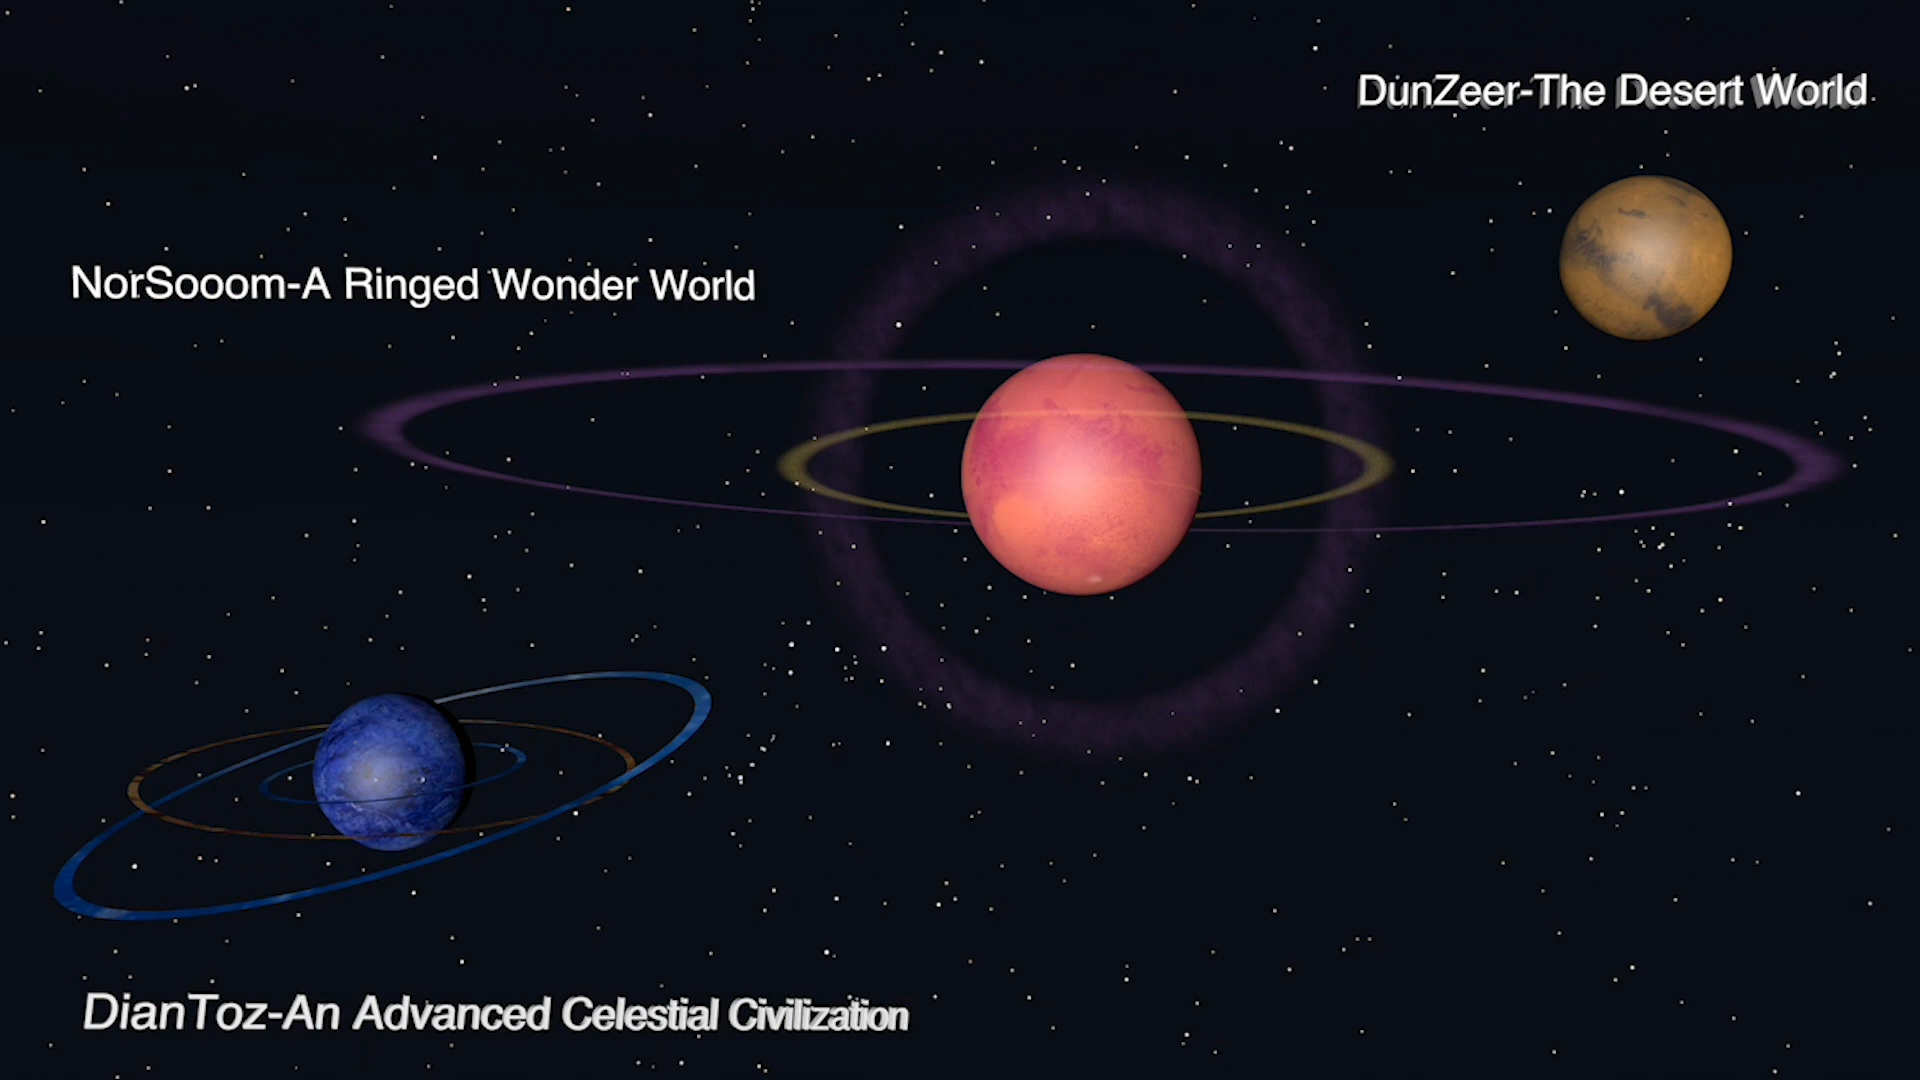 DunZeer-The Desert World
NorSooom-A Ringed Wonder World
DianToz-An Advanced Celestial Civilization